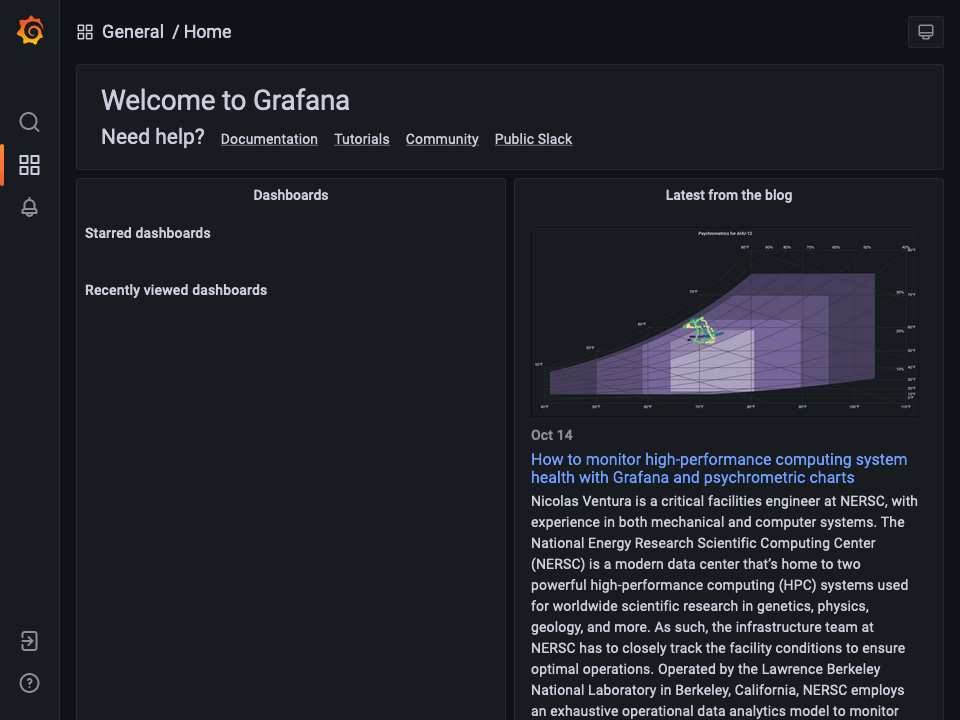 General / Home
Welcome to Grafana
Need help? Documentation Tutorials Community Public Slack
Dashboards
Starred dashboards
Recently viewed dashboards
Latest from the blog
Psychrometrics for AHU-12
Oct 14
How to monitor high-performance computing system
health with Grafana and psychrometric charts
Nicolas Ventura is a critical facilities engineer at NERSC, with
experience in both mechanical and computer systems. The
National Energy Research Scientific Computing Center
(NERSC) is a modern data center that's home to two
powerful high-performance computing (HPC) systems used
for worldwide scientific research in genetics, physics,
geology, and more. As such, the infrastructure team at
NERSC has to closely track the facility conditions to ensure
optimal operations. Operated by the Lawrence Berkeley
National Laboratory in Berkeley, California, NERSC employs
an exhaustive operational data analytics model to monitor